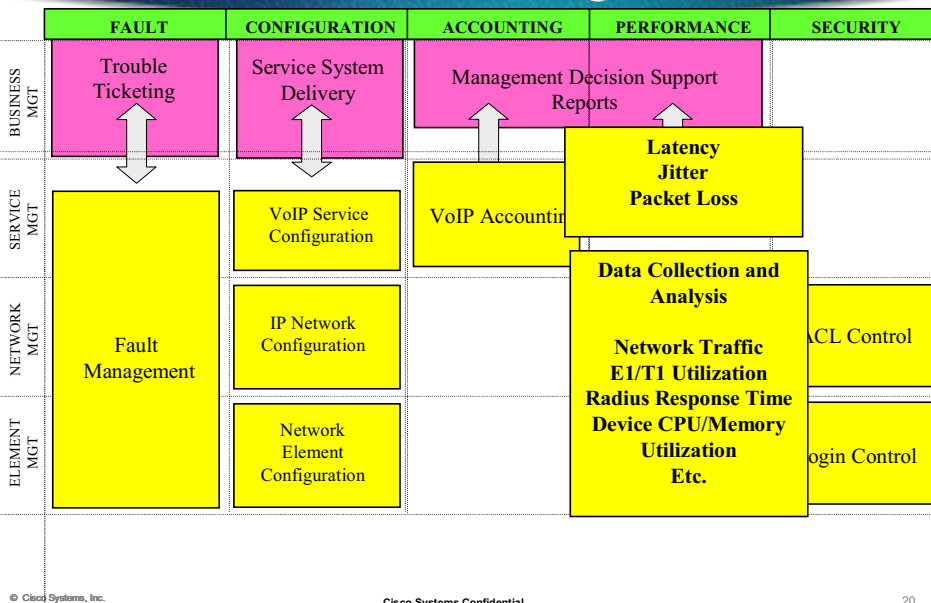 FAULT CONFIGURATION ACCOUNTING PERFORMANCE SECURITY
BUSINESS
MGT
Trouble
Ticketing
Service System
Delivery
Management Decision Support
Reports
Latency
Jitter
Packet Loss
SERVICE
MGT
VoIP Service
Configuration
VoIP Accountin
Data Collection and
Analysis
Network Traffic
E1/T1 Utilization
Radius Response Time
Device CPU/Memory
Utilization
Etc.
NETWORK
MGT
Fault
Management
IP Network
Configuration
ACL Control
ELEMENT
MGT
Network
Element
Configuration
ogin Control
© Cisco Systems, Inc.
Cisco Systems Confidential
20